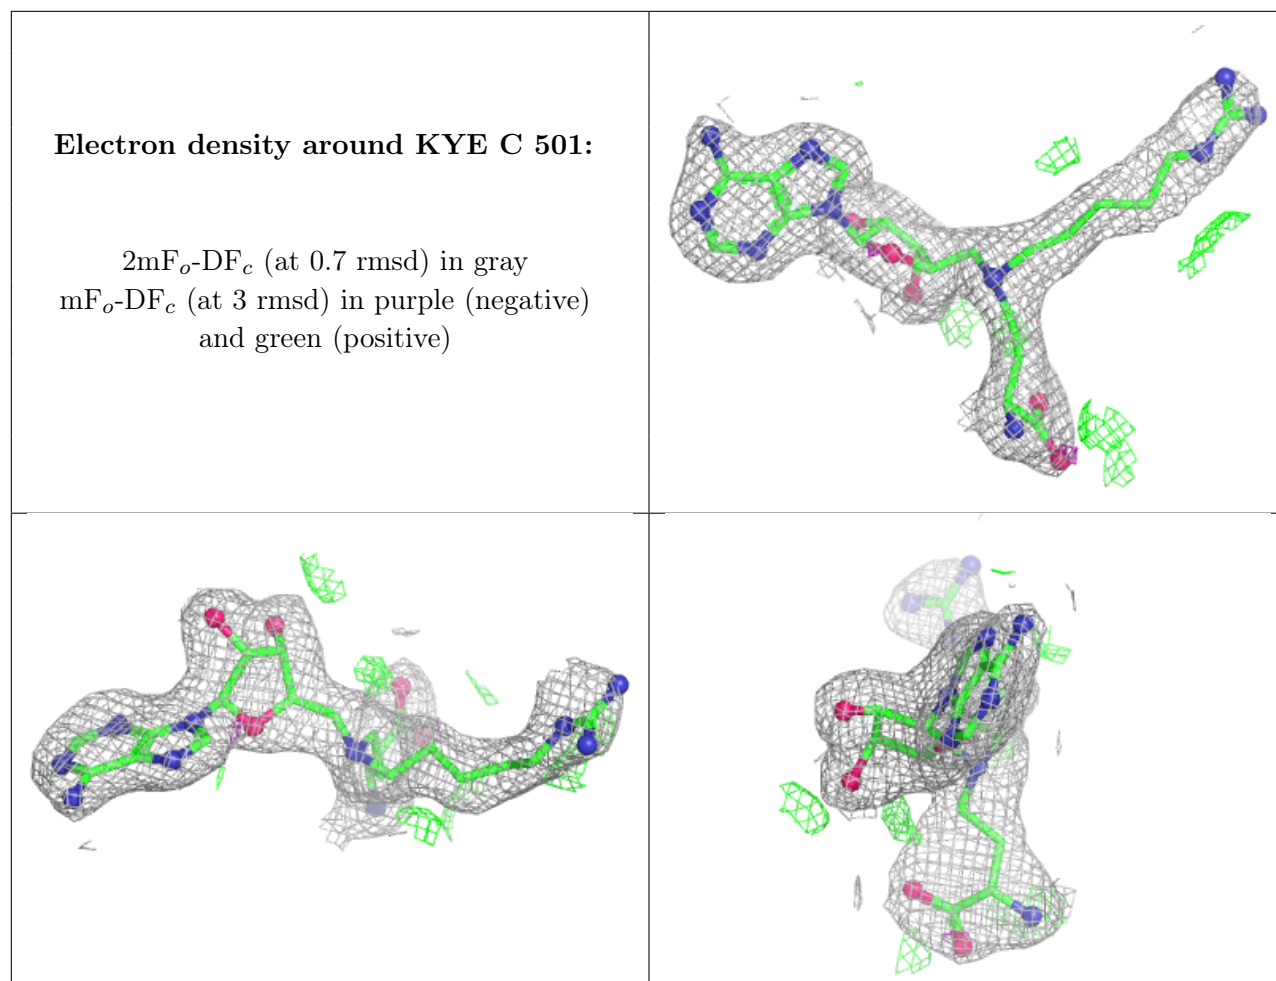 Electron density around KYE C 501:
2mFₒ-DF𝒸 (at 0.7 rmsd) in gray
mFₒ-DF𝒸 (at 3 rmsd) in purple (negative)
and green (positive)